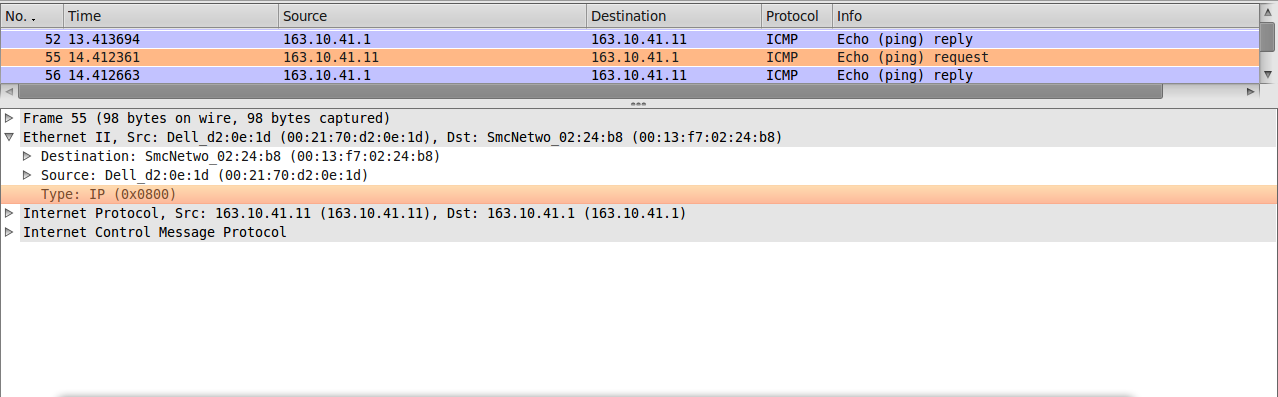 No. Time Source Destination Protocol Info
52 13.413694 163.10.41.1 163.10.41.11 ICMP Echo (ping) reply
55 14.412361 163.10.41.11 163.10.41.1 ICMP Echo (ping) request
56 14.412663 163.10.41.1 163.10.41.11 ICMP Echo (ping) reply
Frame 55 (98 bytes on wire, 98 bytes captured)
Ethernet II, Src: Dell_d2:0e:1d (00:21:70:d2:0e:1d), Dst: SmcNetwo_02:24:b8 (00:13:f7:02:24:b8)
Destination: SmcNetwo_02:24:b8 (00:13:f7:02:24:b8)
Source: Dell_d2:0e:1d (00:21:70:d2:0e:1d)
Type: IP (0x0800)
Internet Protocol, Src: 163.10.41.11 (163.10.41.11), Dst: 163.10.41.1 (163.10.41.1)
Internet Control Message Protocol